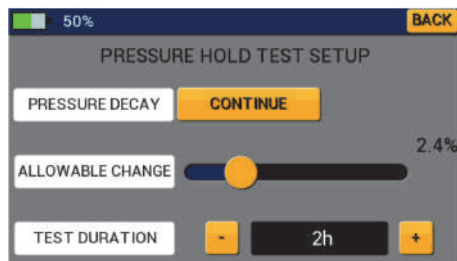 50% BACK
PRESSURE HOLD TEST SETUP
PRESSURE DECAY CONTINUE
2.4%
ALLOWABLE CHANGE
TEST DURATION - 2h +